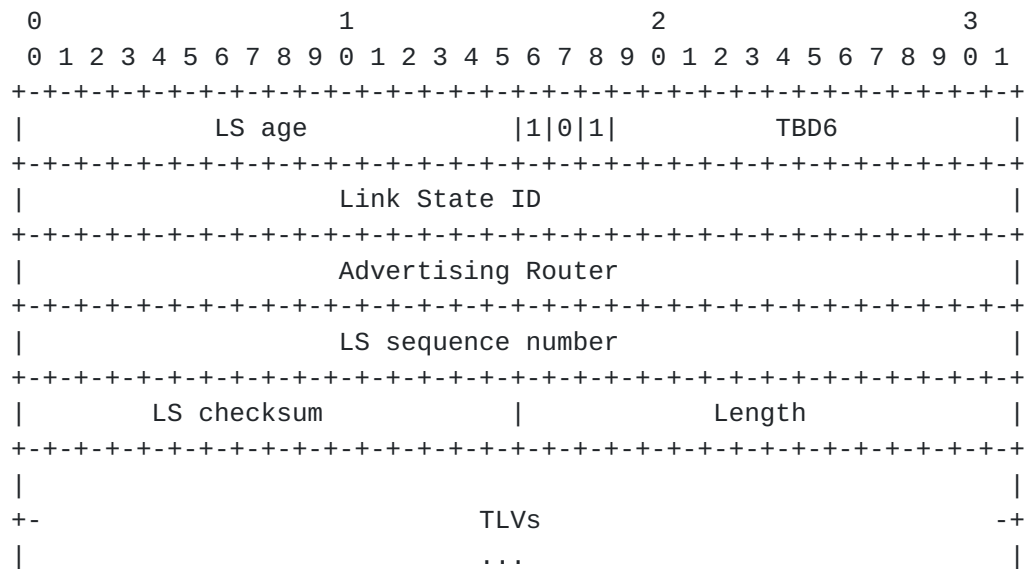 0                   1                   2                   3
 0 1 2 3 4 5 6 7 8 9 0 1 2 3 4 5 6 7 8 9 0 1 2 3 4 5 6 7 8 9 0 1
+-+-+-+-+-+-+-+-+-+-+-+-+-+-+-+-+-+-+-+-+-+-+-+-+-+-+-+-+-+-+-+-+
|            LS age             |1|0|1|          TBD6           |
+-+-+-+-+-+-+-+-+-+-+-+-+-+-+-+-+-+-+-+-+-+-+-+-+-+-+-+-+-+-+-+-+
|                    Link State ID                              |
+-+-+-+-+-+-+-+-+-+-+-+-+-+-+-+-+-+-+-+-+-+-+-+-+-+-+-+-+-+-+-+-+
|                    Advertising Router                         |
+-+-+-+-+-+-+-+-+-+-+-+-+-+-+-+-+-+-+-+-+-+-+-+-+-+-+-+-+-+-+-+-+
|                    LS sequence number                         |
+-+-+-+-+-+-+-+-+-+-+-+-+-+-+-+-+-+-+-+-+-+-+-+-+-+-+-+-+-+-+-+-+
|        LS checksum            |            Length             |
+-+-+-+-+-+-+-+-+-+-+-+-+-+-+-+-+-+-+-+-+-+-+-+-+-+-+-+-+-+-+-+-+
|                                                               |
+-                            TLVs                             -+
|                             ...                               |